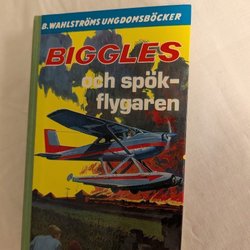 B. WAHLSTRÖMS UNGDOMSBÖCKER
BIGGLES
och spök-
flygaren